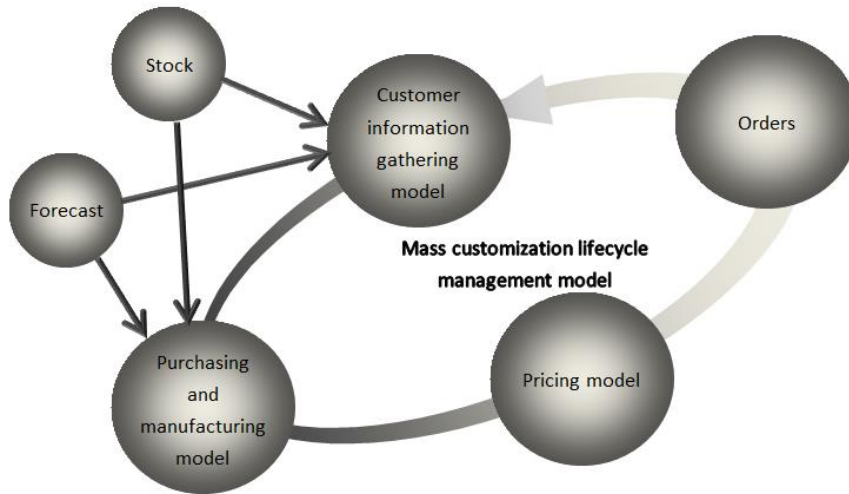 Stock
Customer
information
gathering
model
Orders
Forecast
Mass customization lifecycle
management model
Purchasing
and
manufacturing
model
Pricing model